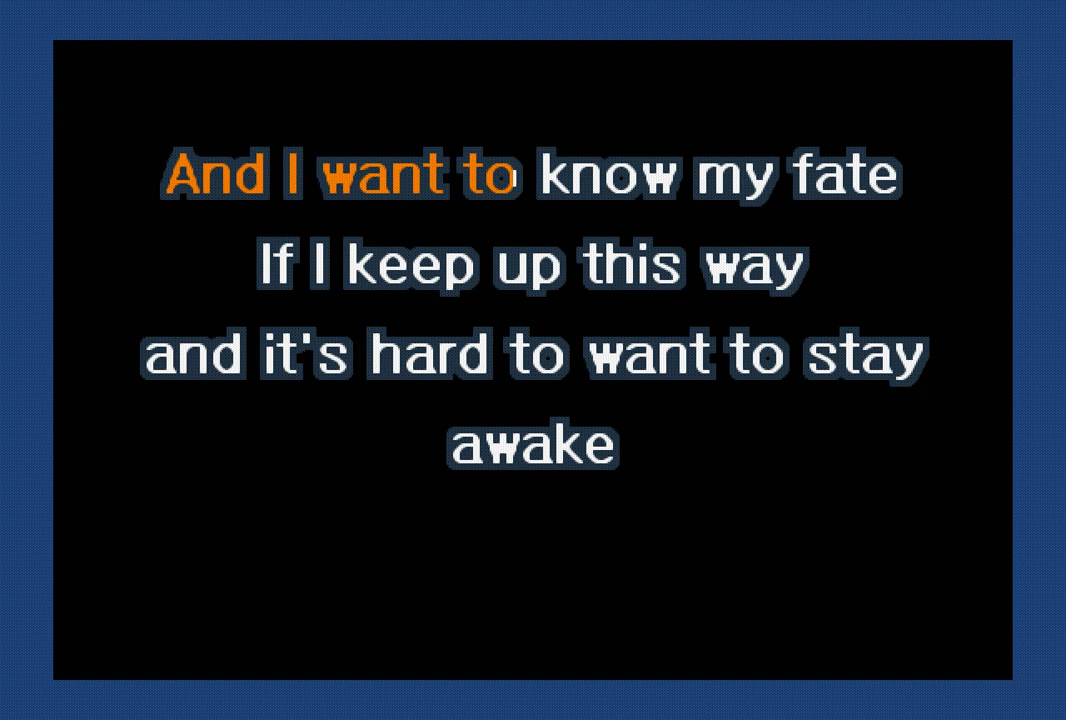 And I want to know my fate
If I keep up this way
and it's hard to want to stay
awake